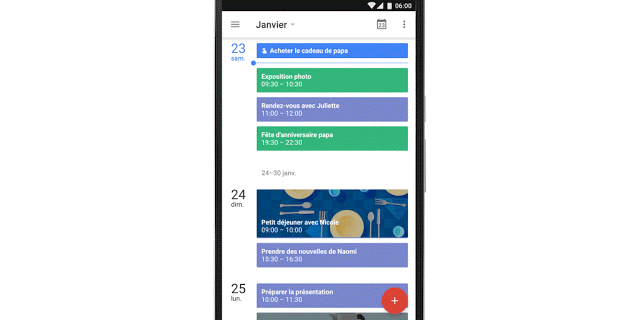 06:00
Janvier
23
23
sam.
Acheter le cadeau de papa
Exposition photo
09:30 – 10:30
Rendez-vous avec Juliette
11:00 – 12:00
Fête d'anniversaire papa
19:30 – 22:30
24–30 janv.
24
dim.
Petit déjeuner avec Nicole
09:00 – 10:00
Prendre des nouvelles de Naomi
15:30 – 16:30
25
lun.
Préparer la présentation
10:00 – 11:30